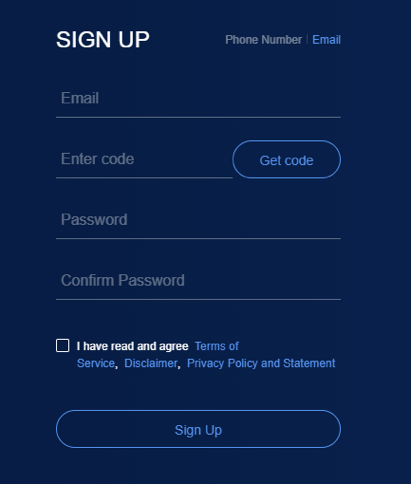 SIGN UP
Phone Number | Email
Email
Enter code
Get code
Password
Confirm Password
I have read and agree Terms of
Service, Disclaimer, Privacy Policy and Statement
Sign Up